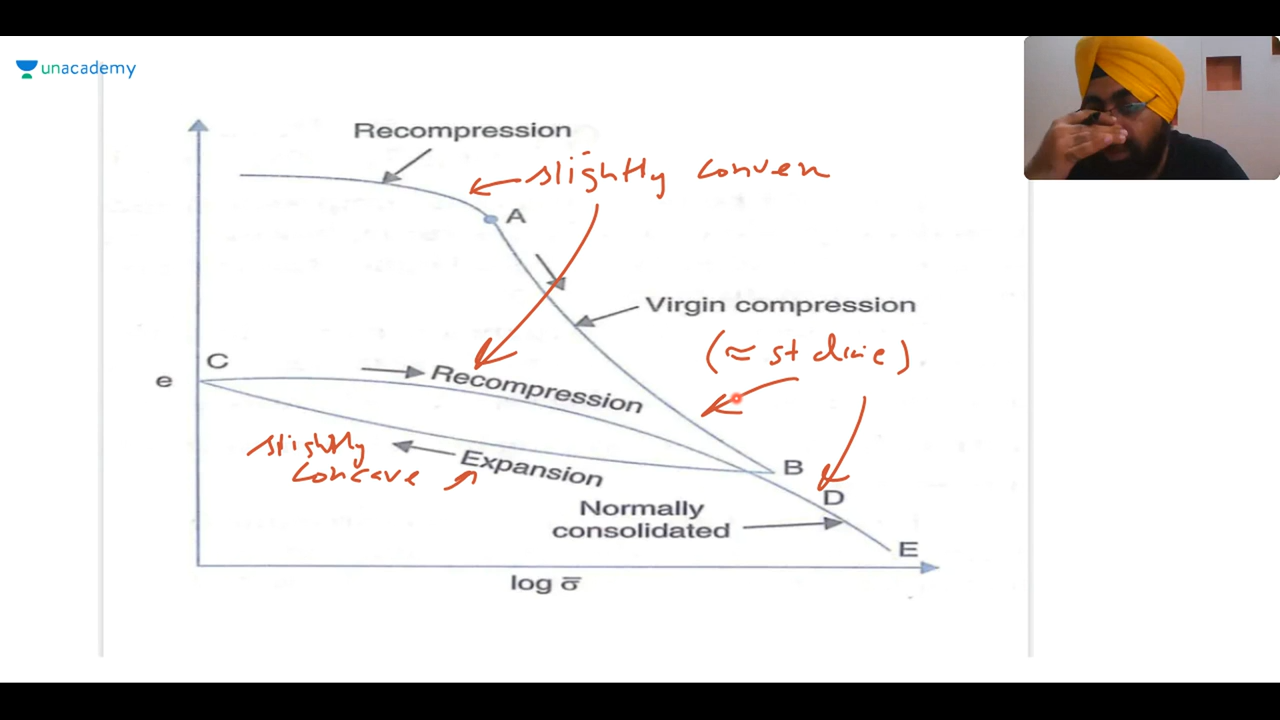 unacademy
Recompression
slightly convex
A
Virgin compression
(≈ st line)
C
e
Recompression
slightly
concave
Expansion
B
D
Normally
consolidated
E
log σ̅